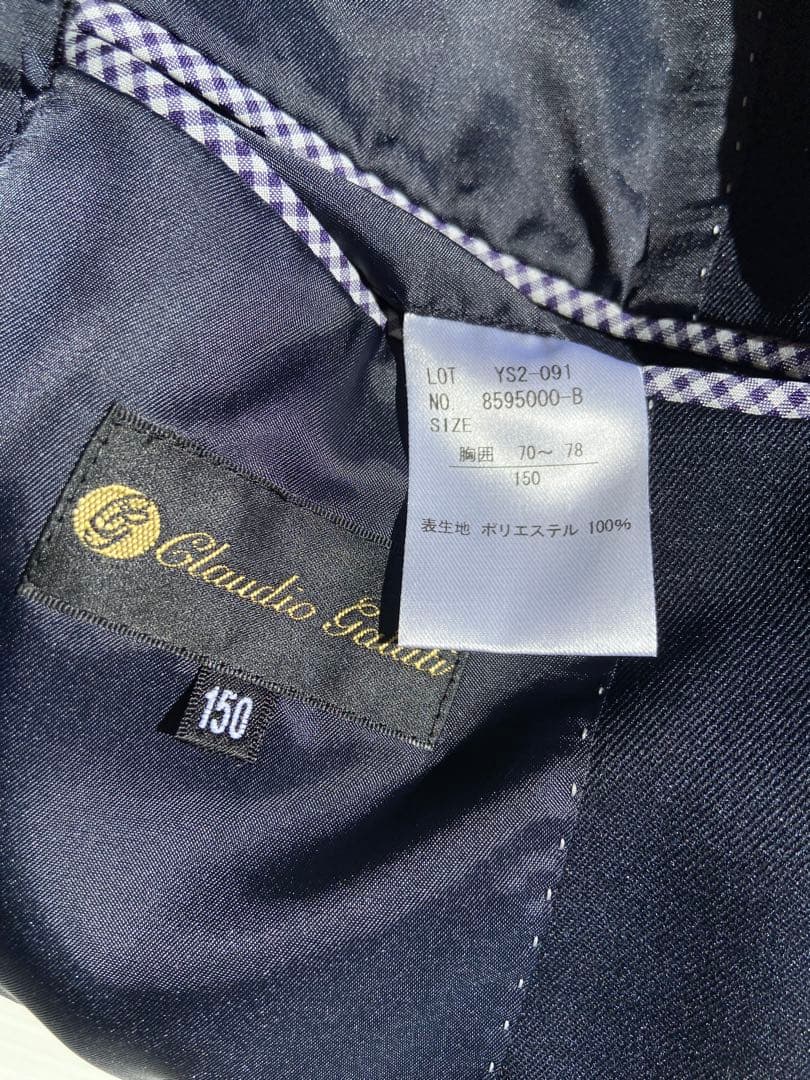 LOT YS2-091
NO 8595000-B
SIZE
胸囲 70~ 78
150
表生地 ポリエステル 100%
G Claudio Galuti
150